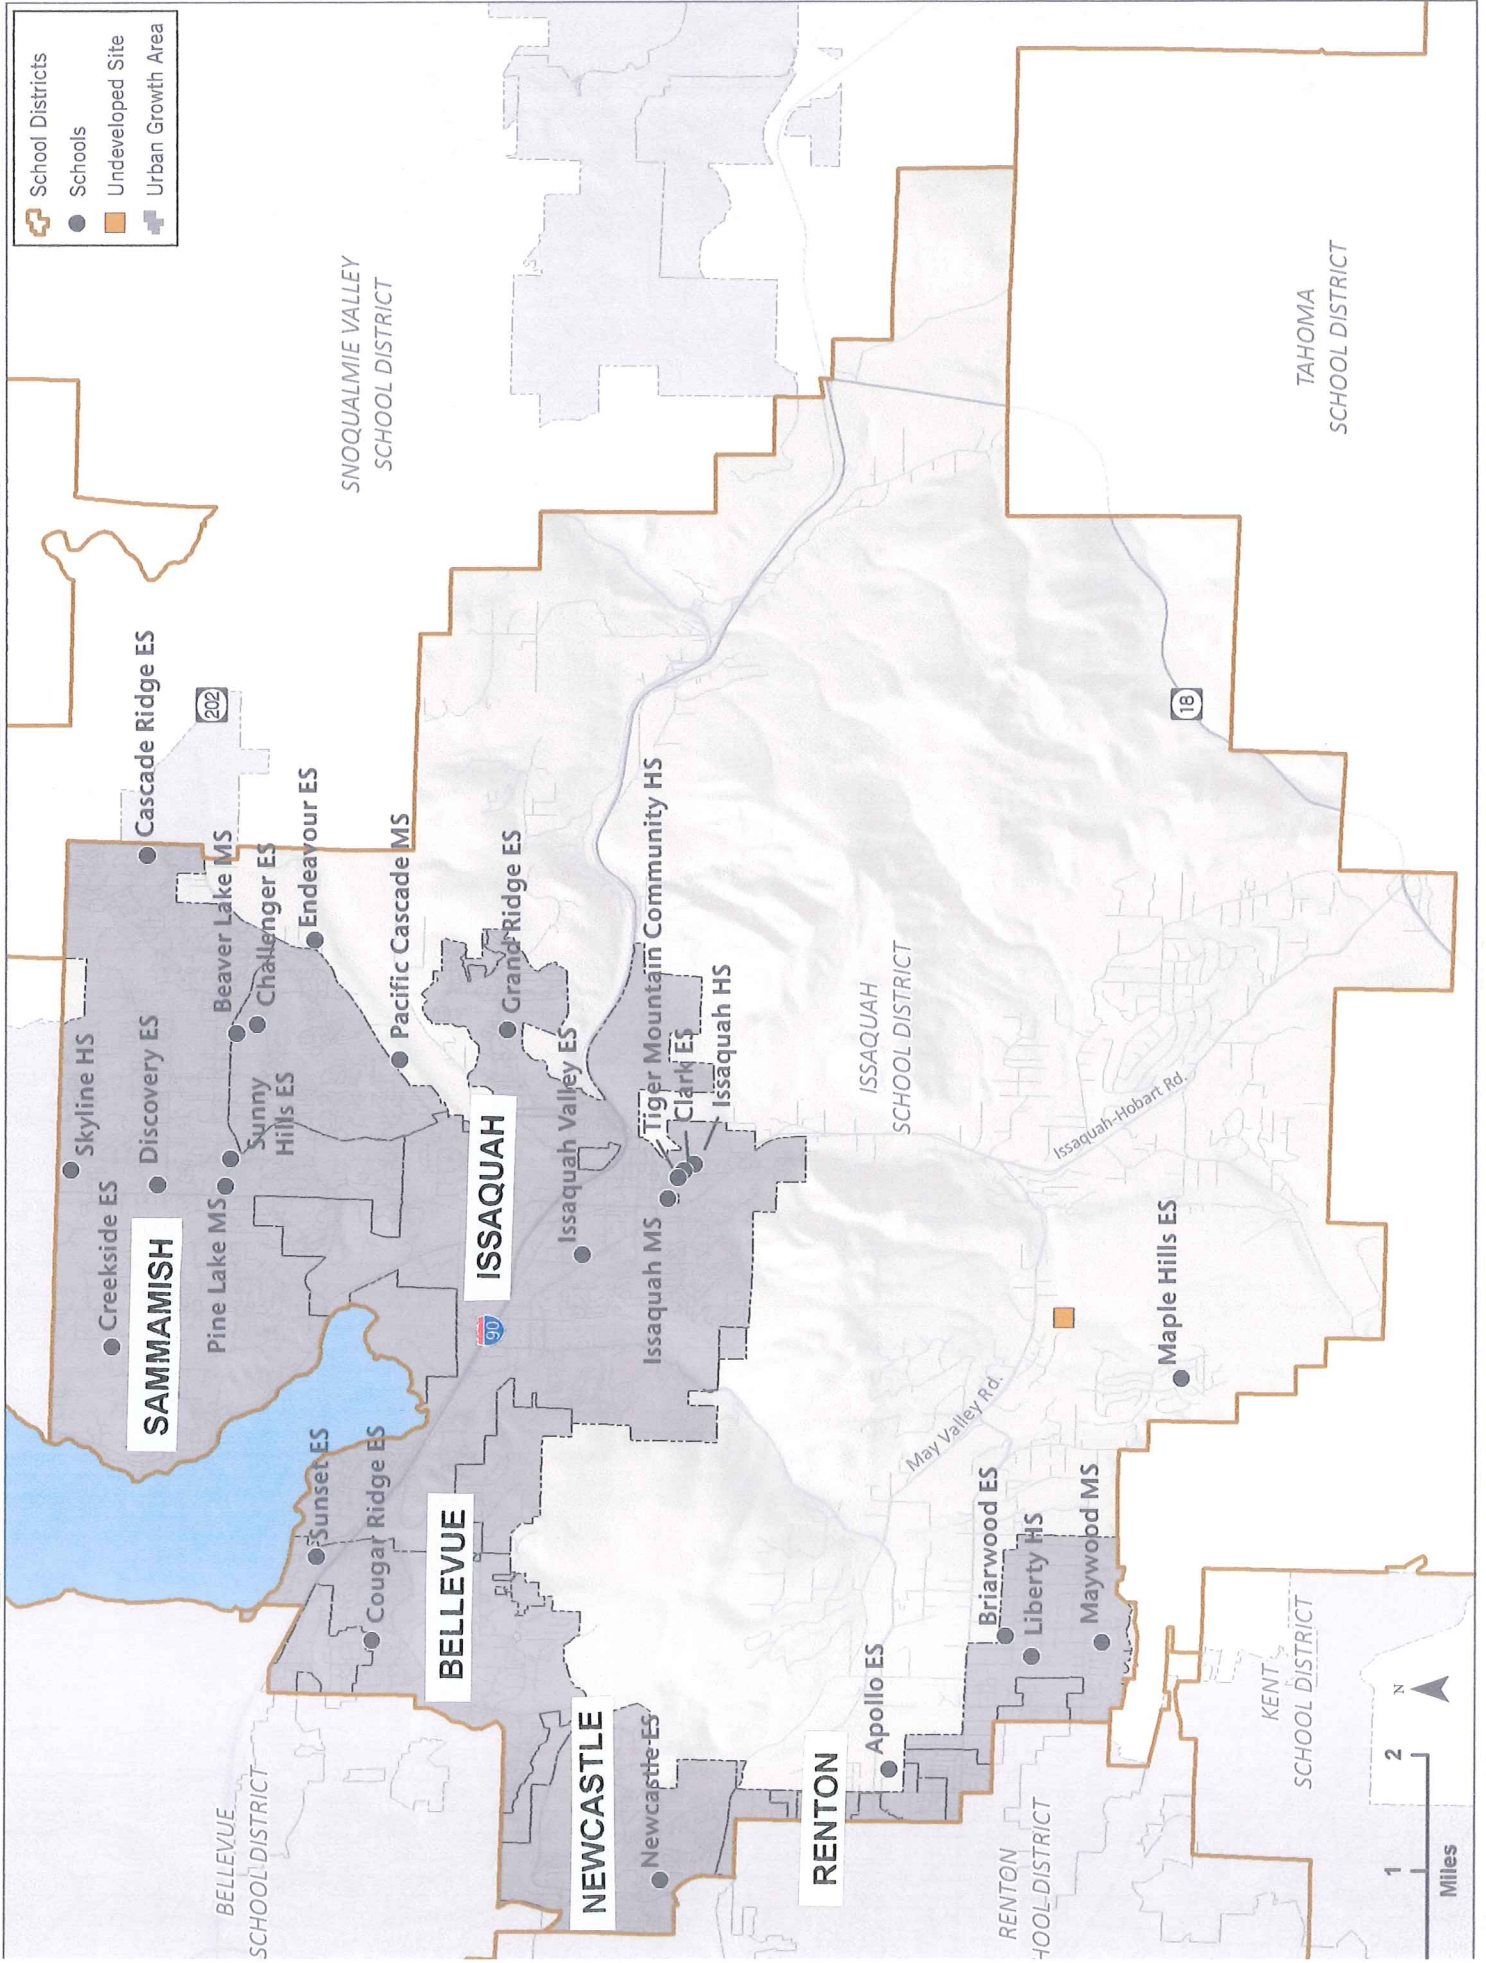 School Districts
Schools
Undeveloped Site
Urban Growth Area
SNOQUALMIE VALLEY
SCHOOL DISTRICT
TAHOMA
SCHOOL DISTRICT
Cascade Ridge ES
202
Beaver Lake MS
Challenger ES
Endeavour ES
Skyline HS
Discovery ES
Creekside ES
SAMMAMISH
Pine Lake MS
Sunny
Hills ES
Pacific Cascade MS
Grand Ridge ES
ISSAQUAH
90
Issaquah Valley ES
Tiger Mountain Community HS
Clark ES
Issaquah HS
Issaquah MS
ISSAQUAH
SCHOOL DISTRICT
18
Issaquah-Hobart Rd.
Maple Hills ES
May Valley Rd.
Sunset ES
Cougar Ridge ES
BELLEVUE
BELLEVUE
SCHOOL DISTRICT
NEWCASTLE
Newcastle ES
RENTON
Apollo ES
Briarwood ES
Liberty HS
Maywood MS
RENTON
HOOL DISTRICT
KENT
SCHOOL DISTRICT
N
1
2
Miles